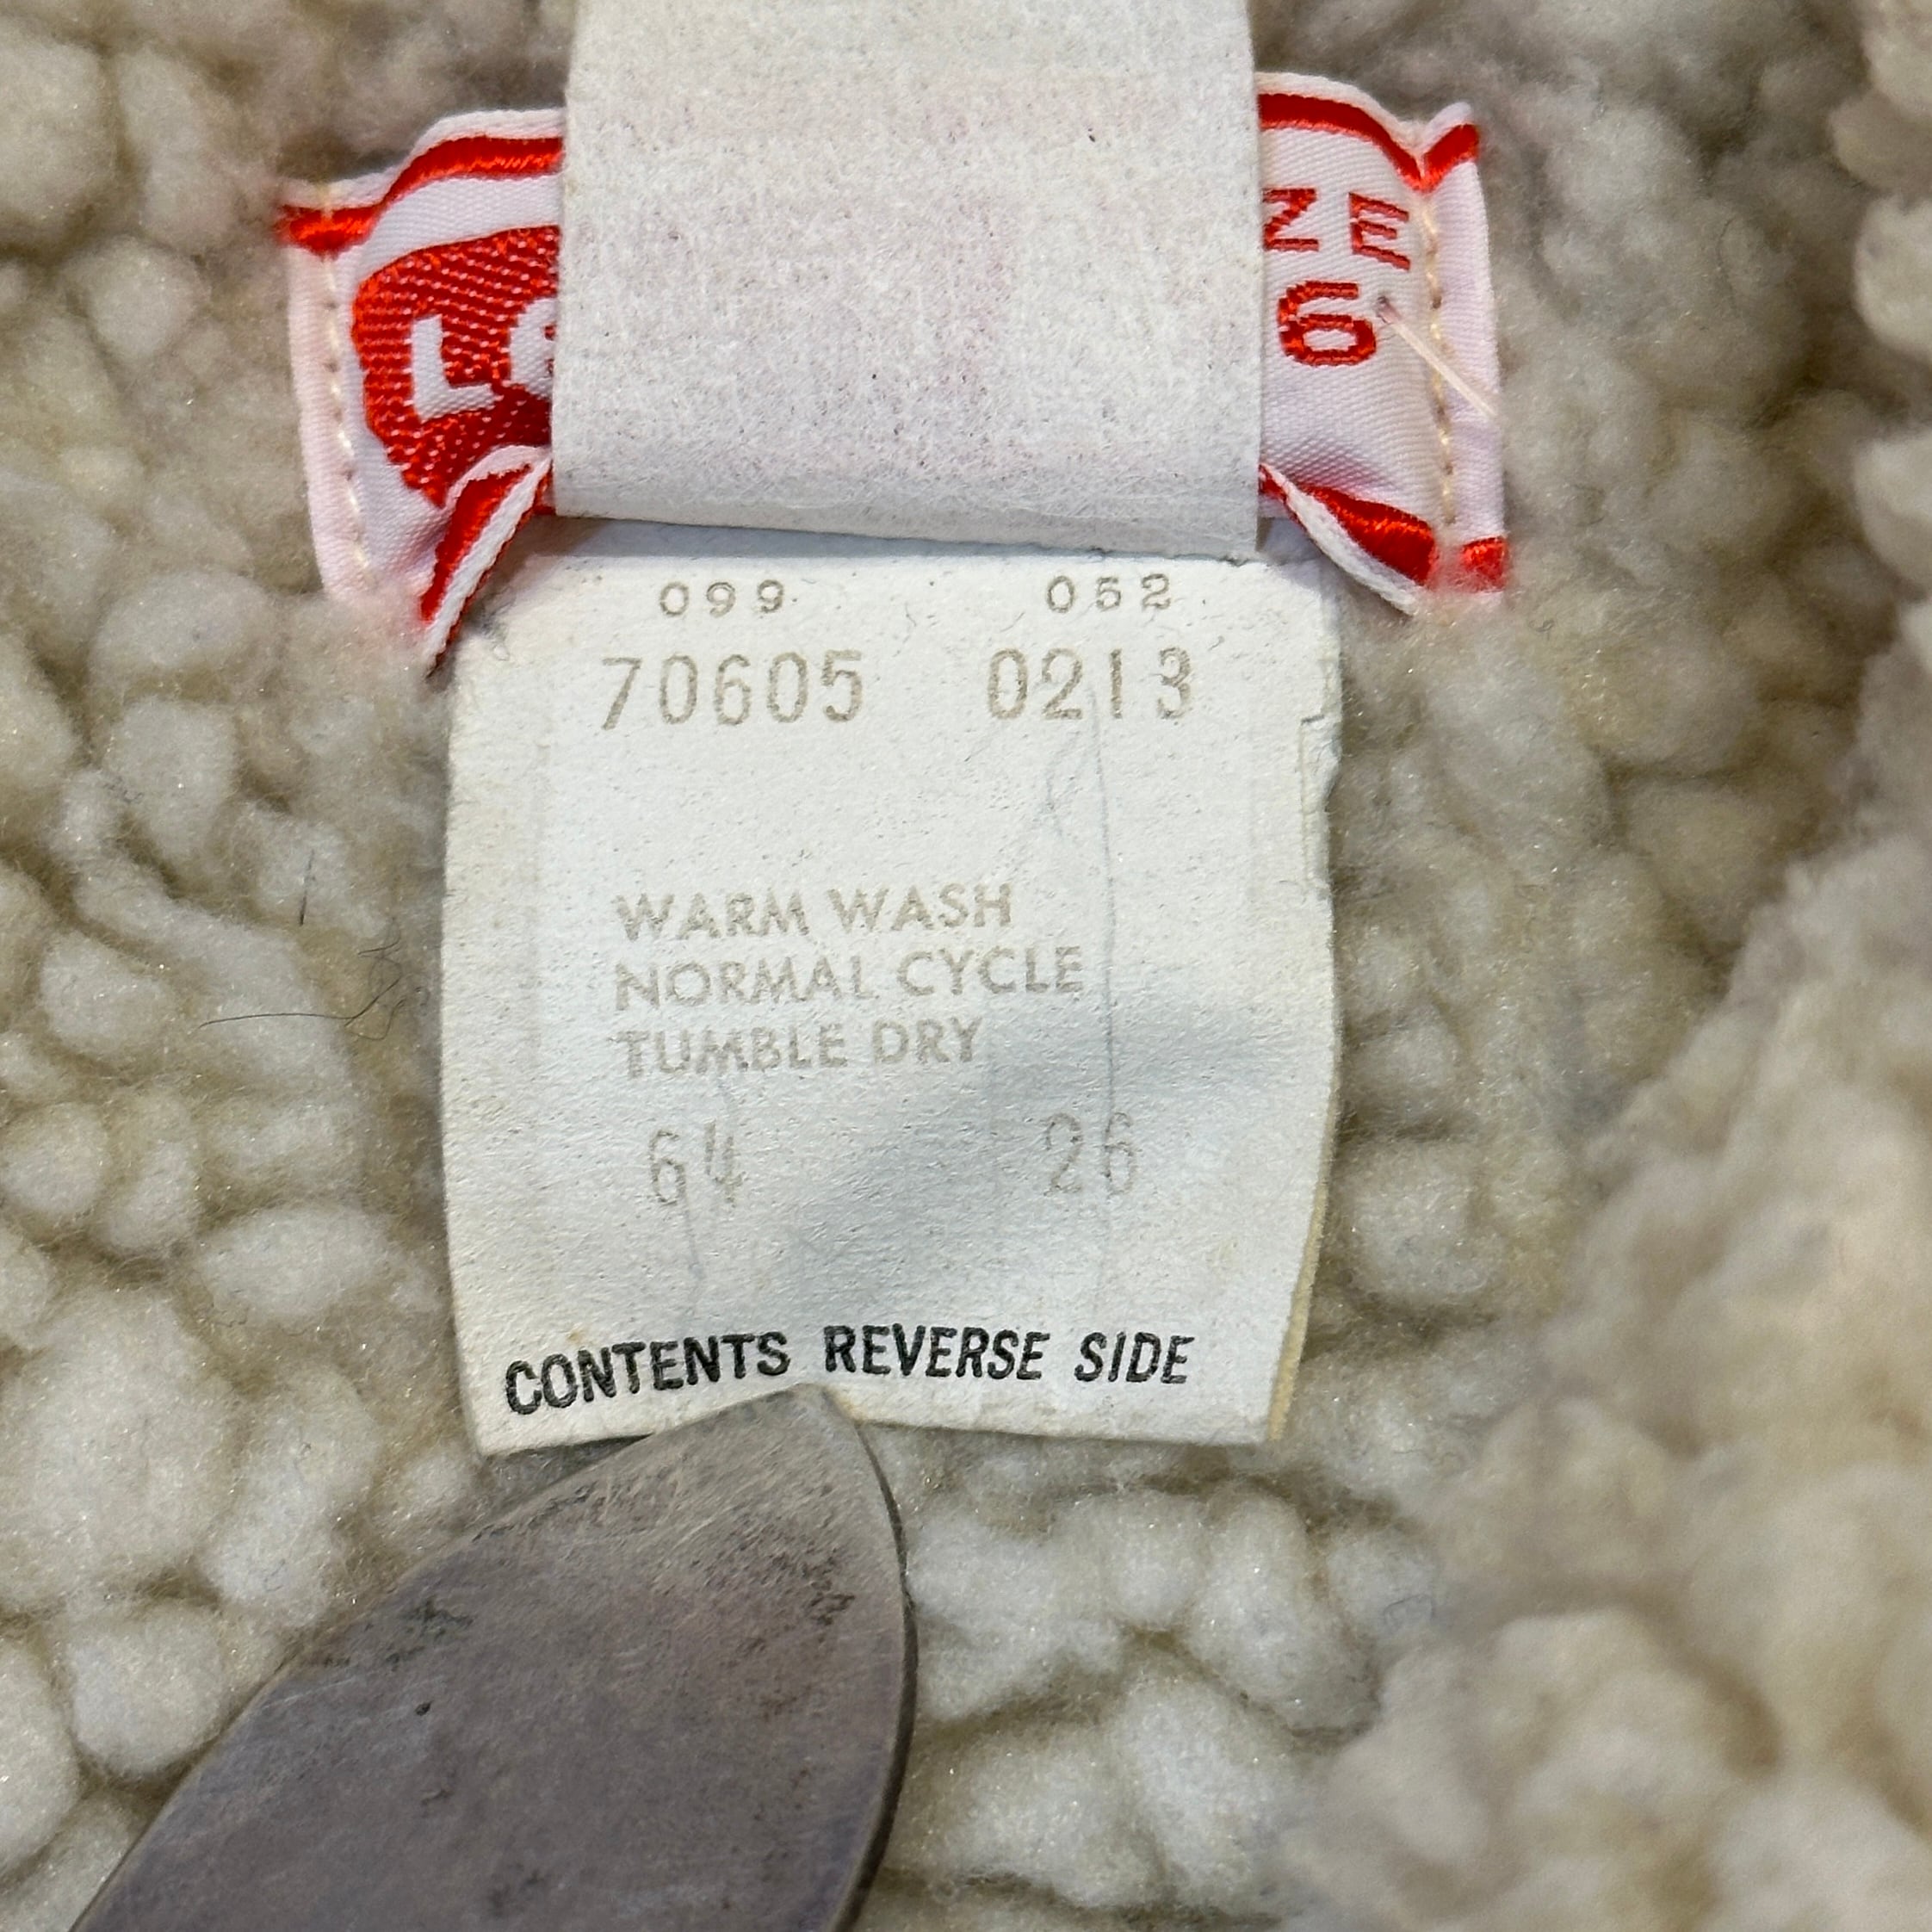 ZE
6
099 052
70605 0213
WARM WASH
NORMAL CYCLE
TUMBLE DRY
64 26
CONTENTS REVERSE SIDE